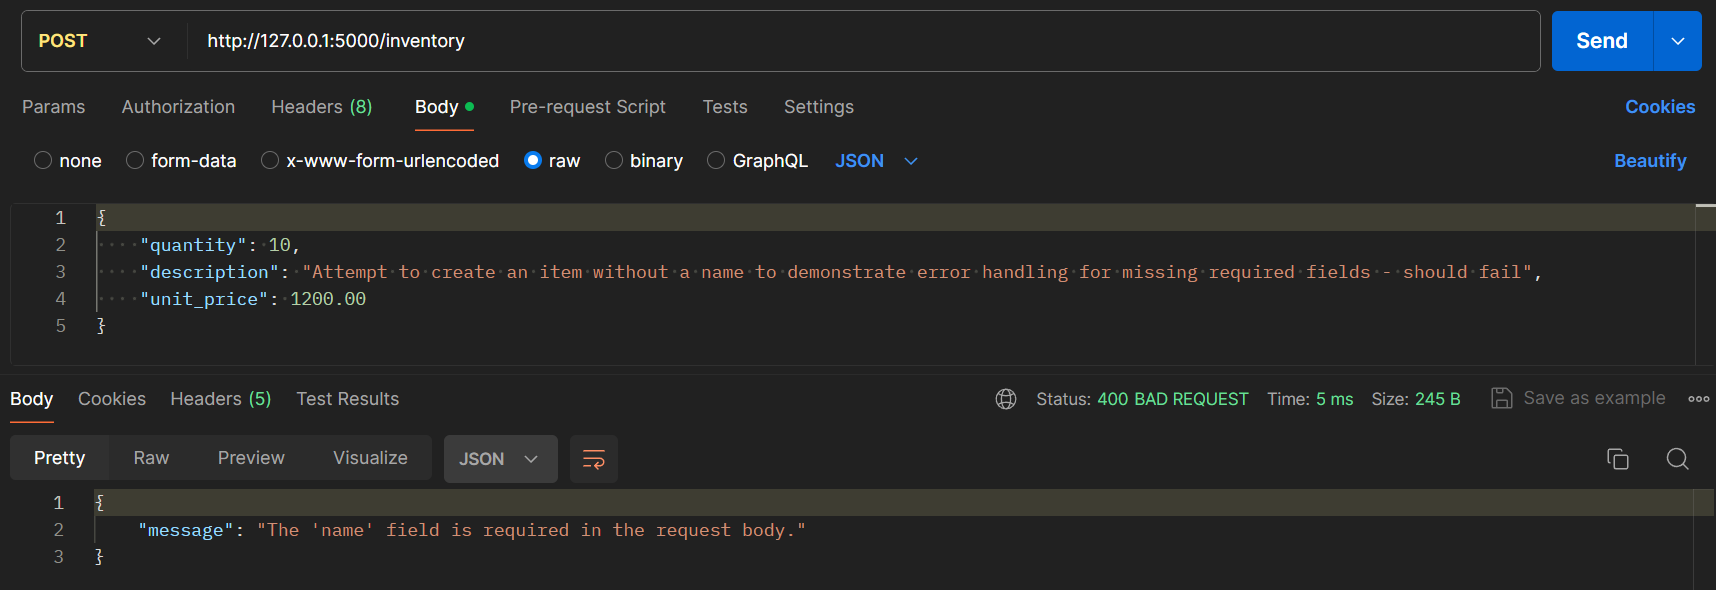 POST http://127.0.0.1:5000/inventory Send
Params Authorization Headers (8) Body Pre-request Script Tests Settings Cookies
none form-data x-www-form-urlencoded raw binary GraphQL JSON Beautify
1 {
2 "quantity": 10,
3 "description": "Attempt to create an item without a name to demonstrate error handling for missing required fields - should fail",
4 "unit_price": 1200.00
5 }
Body Cookies Headers (5) Test Results Status: 400 BAD REQUEST Time: 5 ms Size: 245 B Save as example
Pretty Raw Preview Visualize JSON
1 {
2 "message": "The 'name' field is required in the request body."
3 }